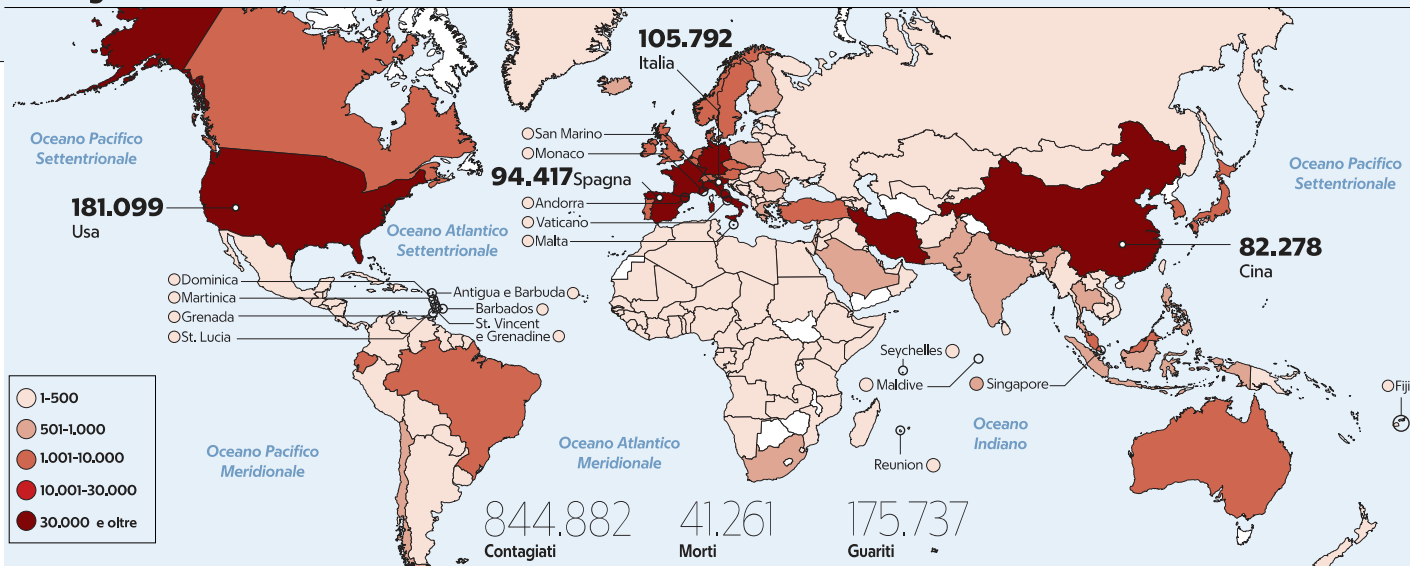 105.792
Italia
Oceano Pacifico
Settentrionale
San Marino
Monaco
Oceano Pacifico
Settentrionale
94.417 Spagna
181.099
Usa
Andorra
Vaticano
Malta
Oceano Atlantico
Settentrionale
82.278
Cina
Dominica
Martinica
Grenada
St. Lucia
Antigua e Barbuda
Barbados
St. Vincent
e Grenadine
Seychelles
Maldive
Singapore
Fiji
1-500
501-1.000
1.001-10.000
10.001-30.000
30.000 e oltre
Oceano Pacifico
Meridionale
Oceano Atlantico
Meridionale
Oceano
Indiano
Reunion
844.882
Contagiati
41.261
Morti
175.737
Guariti